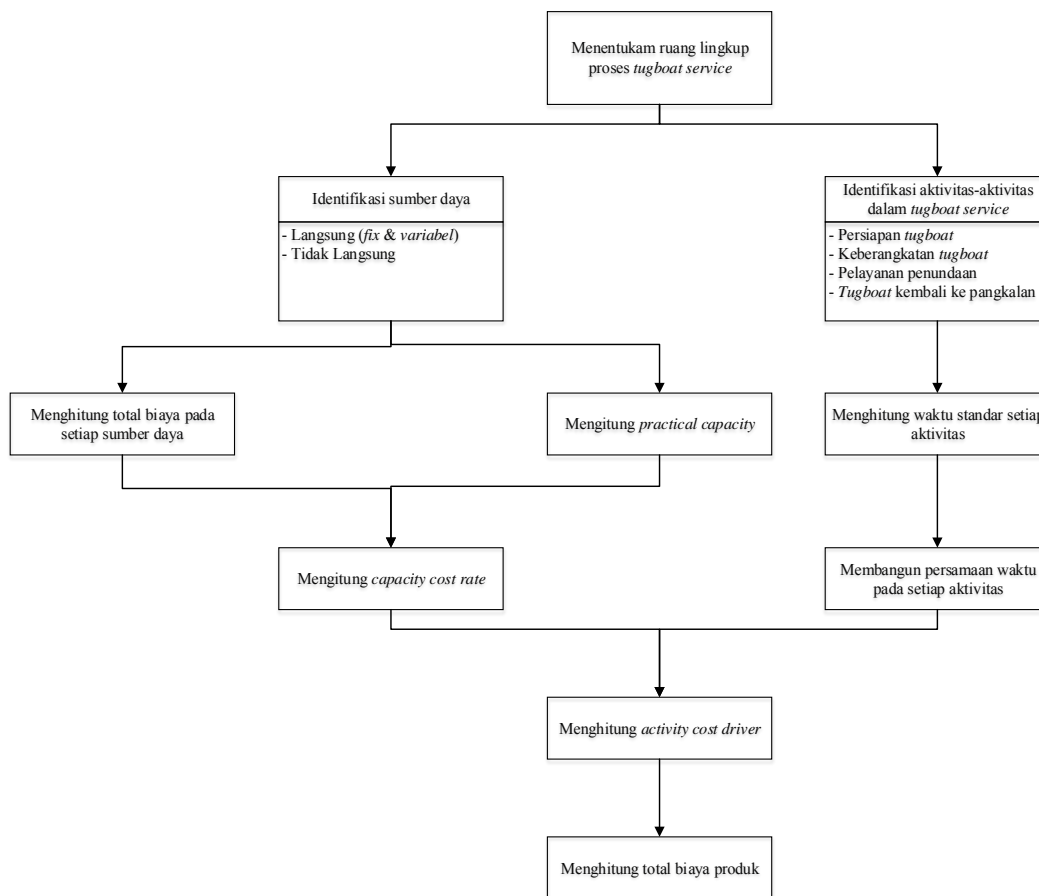 Menentukam ruang lingkup
proses tugboat service
Identifikasi sumber daya
- Langsung (fix & variabel)
- Tidak Langsung
Identifikasi aktivitas-aktivitas
dalam tugboat service
- Persiapan tugboat
- Keberangkatan tugboat
- Pelayanan penundaan
- Tugboat kembali ke pangkalan
Menghitung total biaya pada
setiap sumber daya
Mengitung practical capacity
Menghitung waktu standar setiap
aktivitas
Mengitung capacity cost rate
Membangun persamaan waktu
pada setiap aktivitas
Menghitung activity cost driver
Menghitung total biaya produk